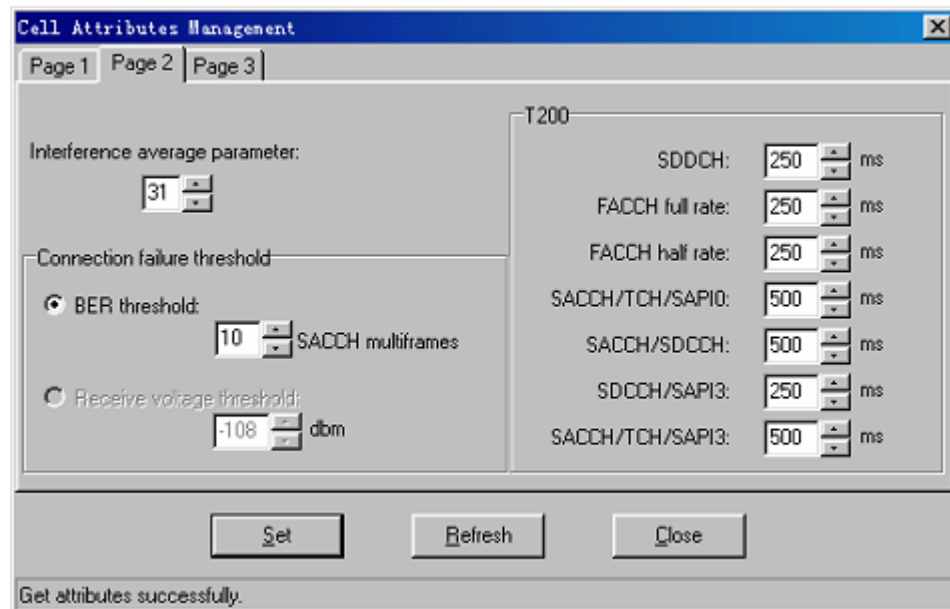 Cell Attributes Management
Page 1 Page 2 Page 3
Interference average parameter:
31
Connection failure threshold
BER threshold:
10 SACCH multiframes
Receive voltage threshold:
-108 dbm
T200
SDDCH: 250 ms
FACCH full rate: 250 ms
FACCH half rate: 250 ms
SACCH/TCH/SAPI0: 500 ms
SACCH/SDCCH: 500 ms
SDCCH/SAPI3: 250 ms
SACCH/TCH/SAPI3: 500 ms
Set Refresh Close
Get attributes successfully.